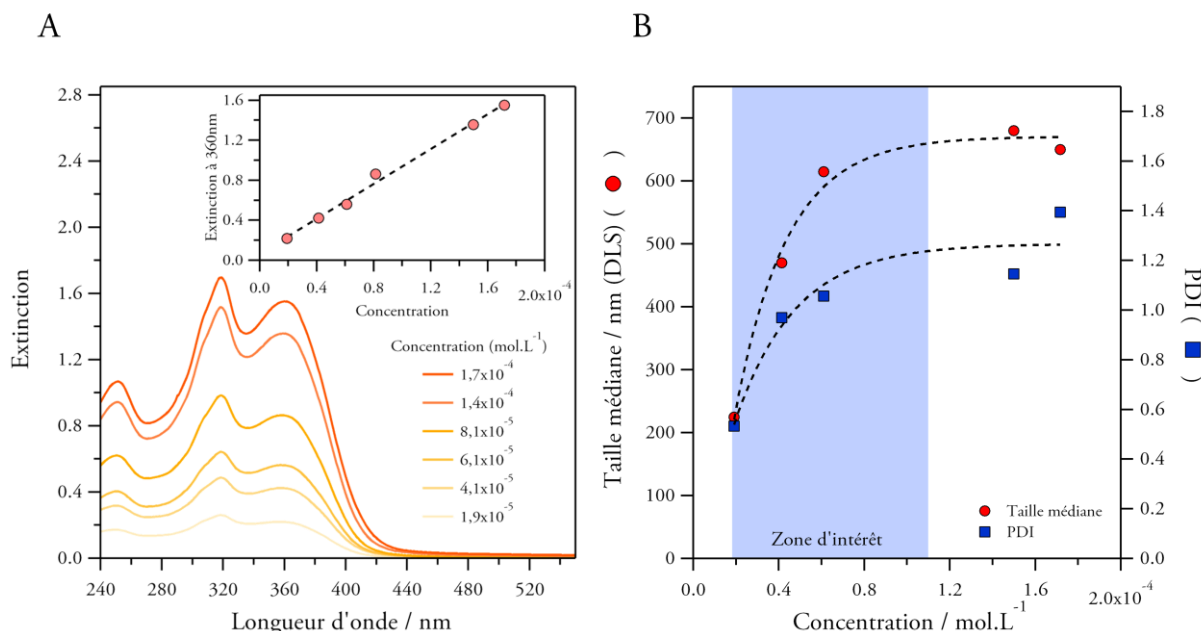 A
2.8
2.4
2.0
1.6
1.2
0.8
0.4
0.0
Extinction
240
280
320
360
400
440
480
520
Longueur d'onde / nm
1.6
1.2
0.8
0.4
0.0
Extinction à 360nm
0.0
0.4
0.8
1.2
1.6
2.0x10⁻⁴
Concentration
Concentration (mol.L⁻¹)
1,7x10⁻⁴
1,4x10⁻⁴
8,1x10⁻⁵
6,1x10⁻⁵
4,1x10⁻⁵
1,9x10⁻⁵
B
700
600
500
400
300
200
100
0
Taille médiane / nm (DLS) ( )
1.8
1.6
1.4
1.2
1.0
0.8
0.6
0.4
0.2
0.0
PDI ( )
Zone d'intérêt
Taille médiane
PDI
0.0
0.4
0.8
1.2
1.6
2.0x10⁻⁴
Concentration / mol.L⁻¹